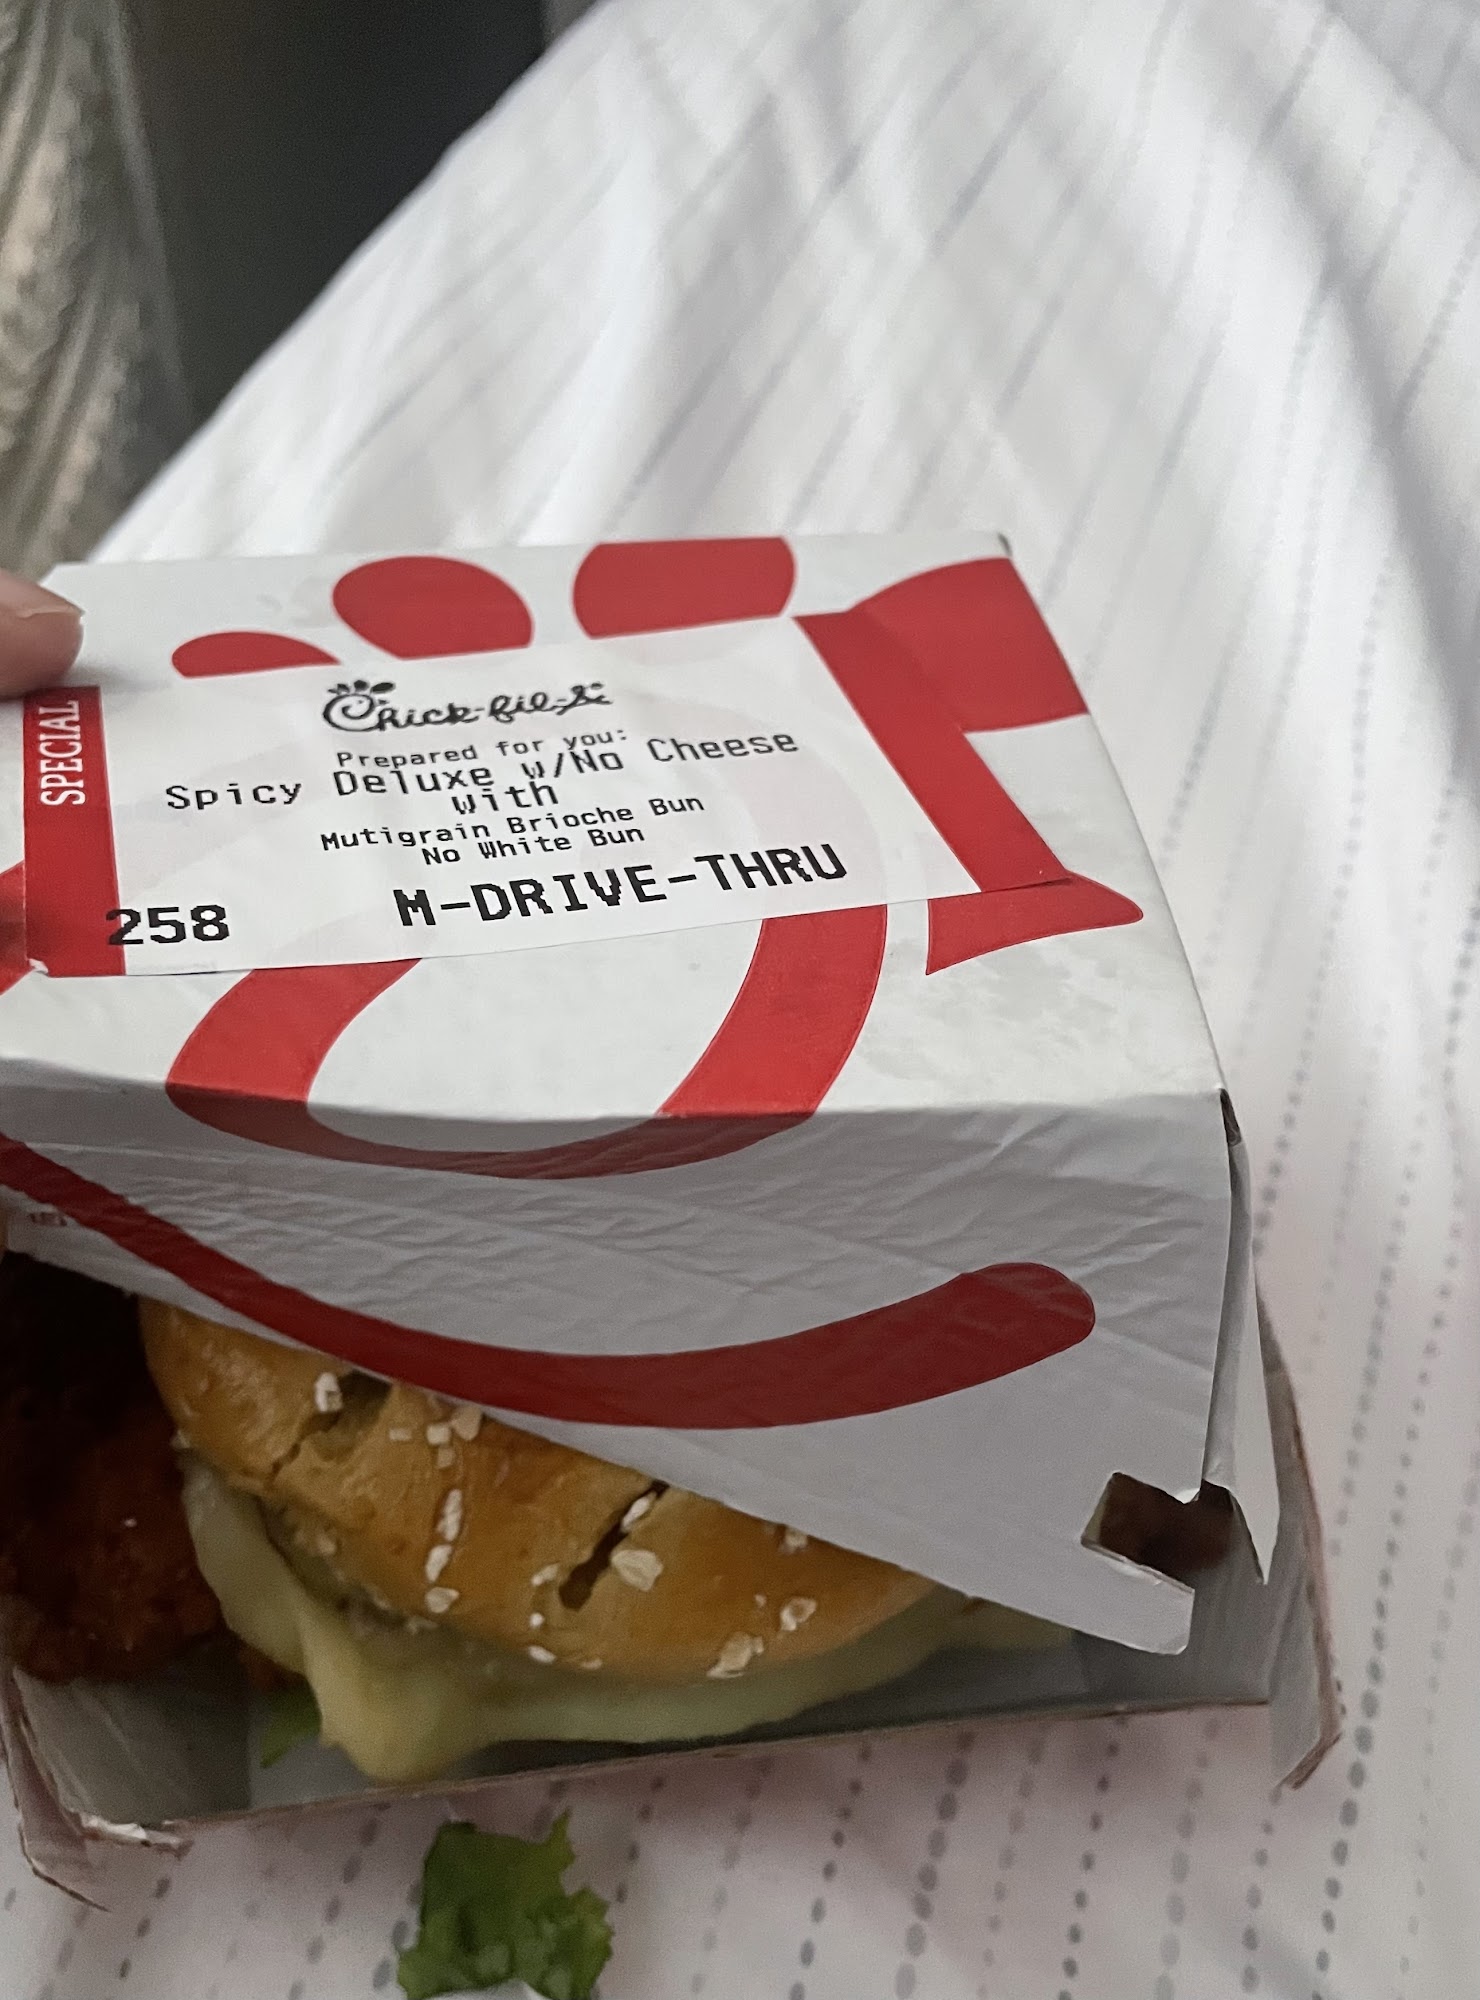 SPECIAL
Chick-fil-A
Prepared for you:
Spicy Deluxe w/No Cheese
with
Mutigrain Brioche Bun
No White Bun
258 M-DRIVE-THRU